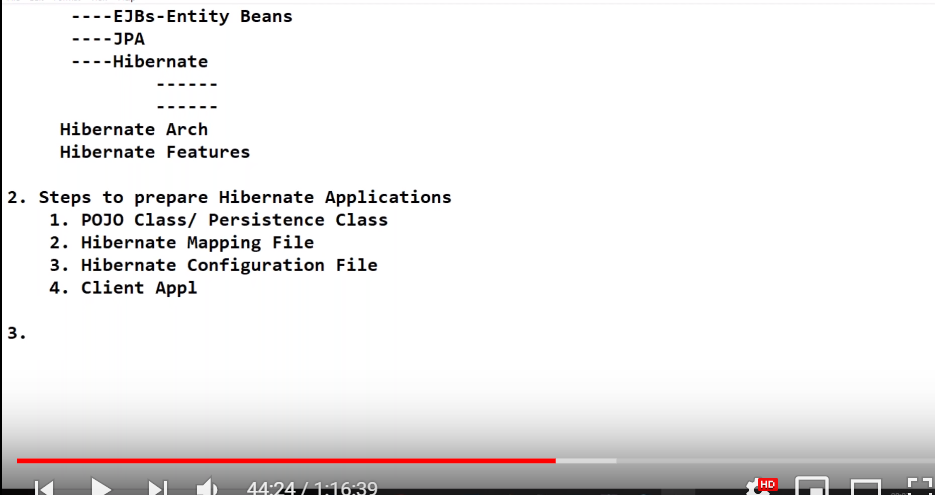 ----EJBs-Entity Beans
----JPA
----Hibernate
------
------
Hibernate Arch
Hibernate Features
2. Steps to prepare Hibernate Applications
1. POJO Class/ Persistence Class
2. Hibernate Mapping File
3. Hibernate Configuration File
4. Client Appl
3.
44:24 / 1:16:39
HD